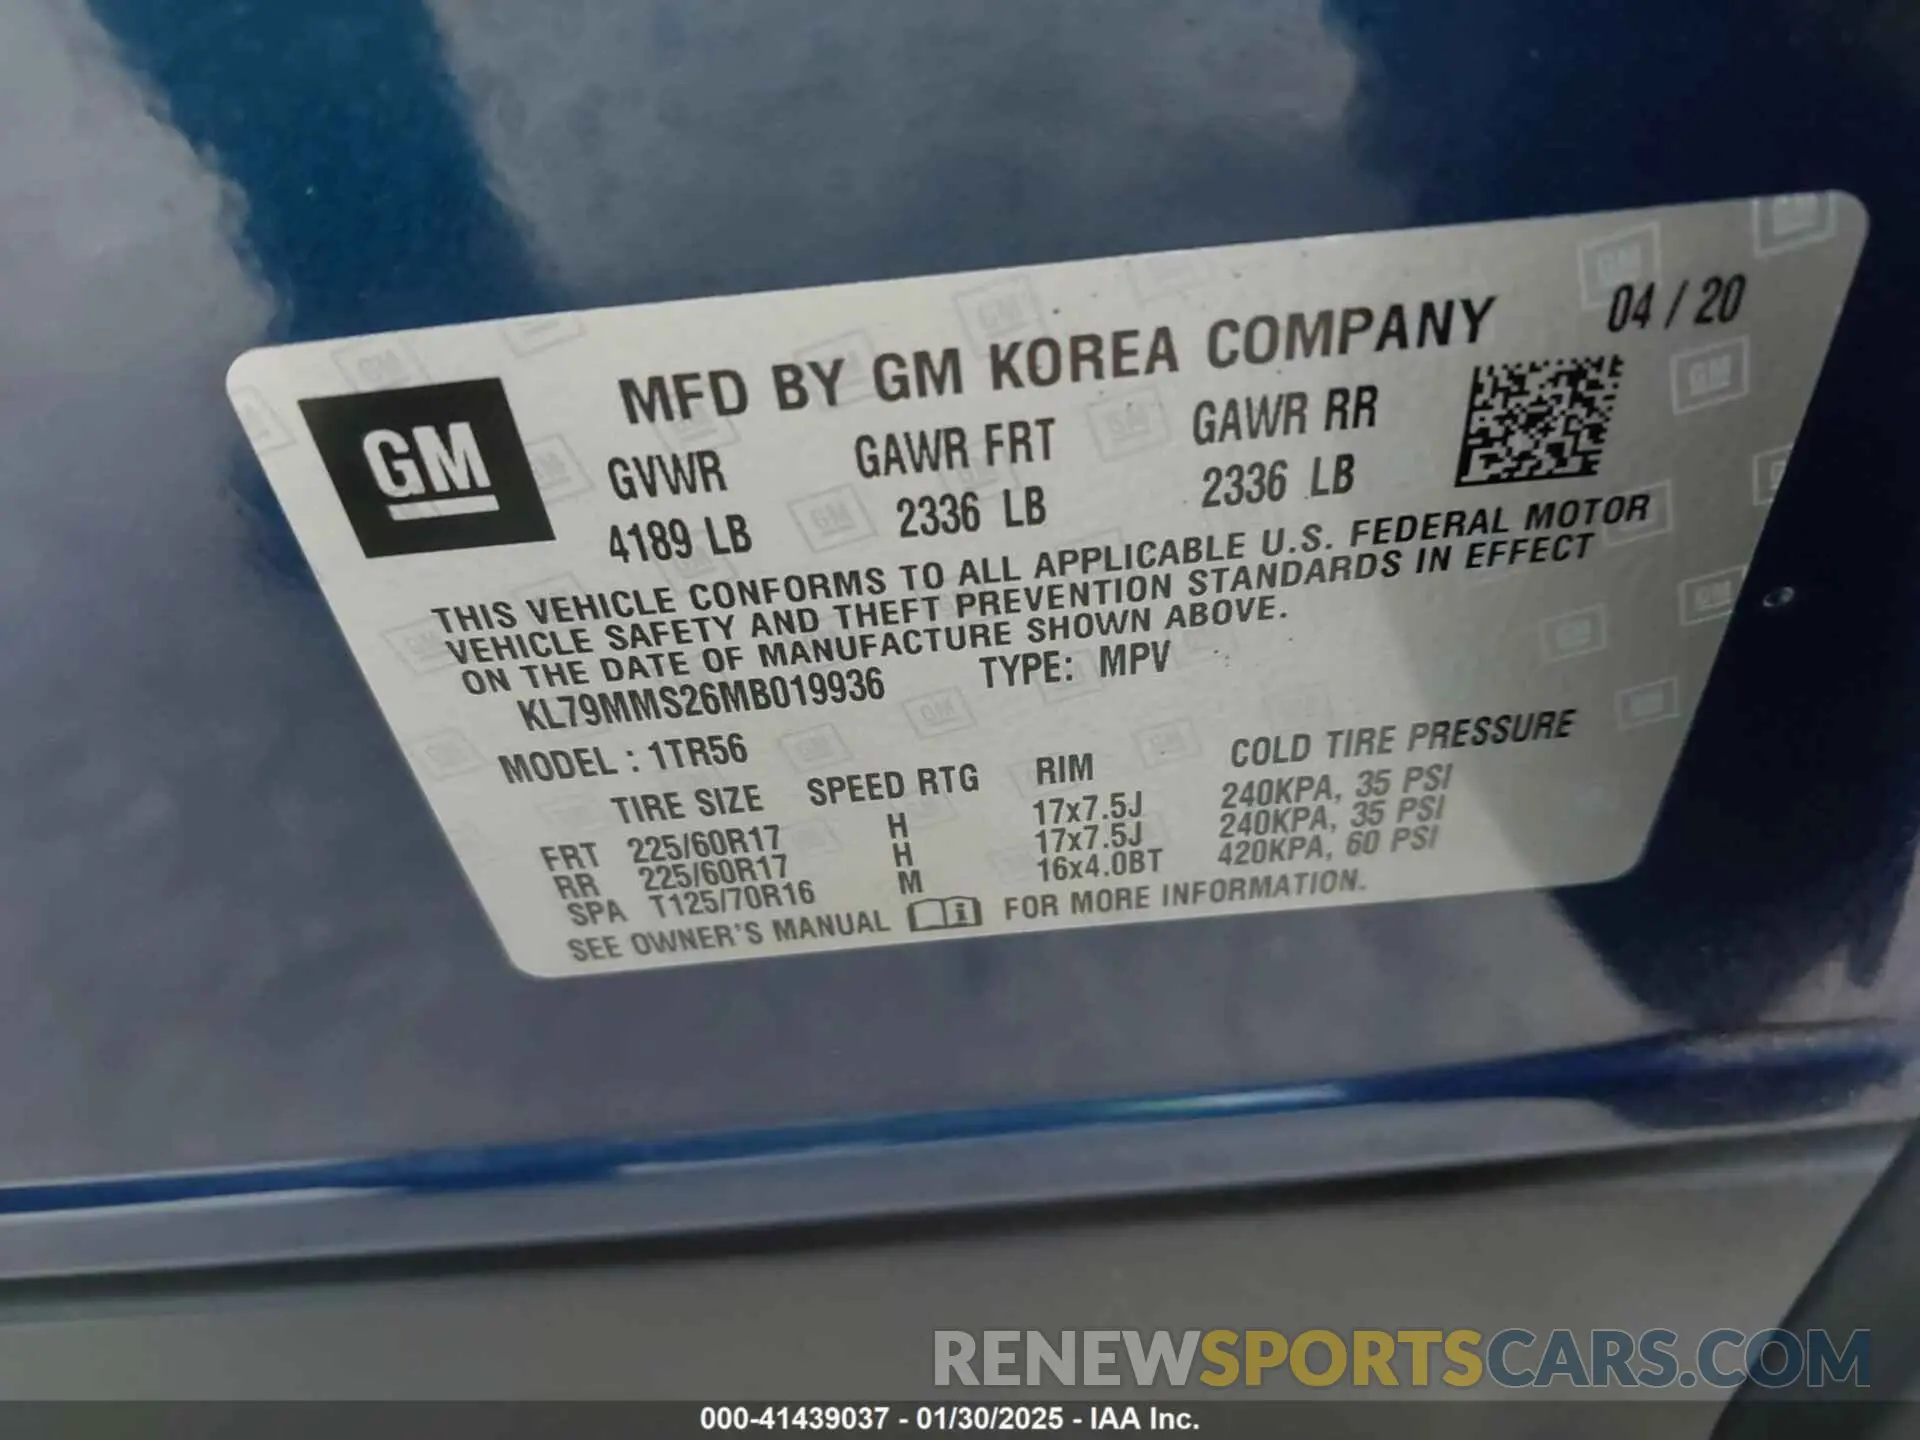 MFD BY GM KOREA COMPANY 04 / 20
GM
GVWR GAWR FRT GAWR RR
4189 LB 2336 LB 2336 LB
THIS VEHICLE CONFORMS TO ALL APPLICABLE U.S. FEDERAL MOTOR
VEHICLE SAFETY AND THEFT PREVENTION STANDARDS IN EFFECT
ON THE DATE OF MANUFACTURE SHOWN ABOVE.
KL79MMS26MB019936 TYPE: MPV
MODEL : 1TR56
TIRE SIZE SPEED RTG RIM COLD TIRE PRESSURE
FRT 225/60R17 H 17x7.5J 240KPA, 35 PSI
RR 225/60R17 H 17x7.5J 240KPA, 35 PSI
SPA T125/70R16 M 16x4.0BT 420KPA, 60 PSI
SEE OWNER'S MANUAL FOR MORE INFORMATION.
RENEWSPORTSCARS.COM
000-41439037 - 01/30/2025 - IAA Inc.